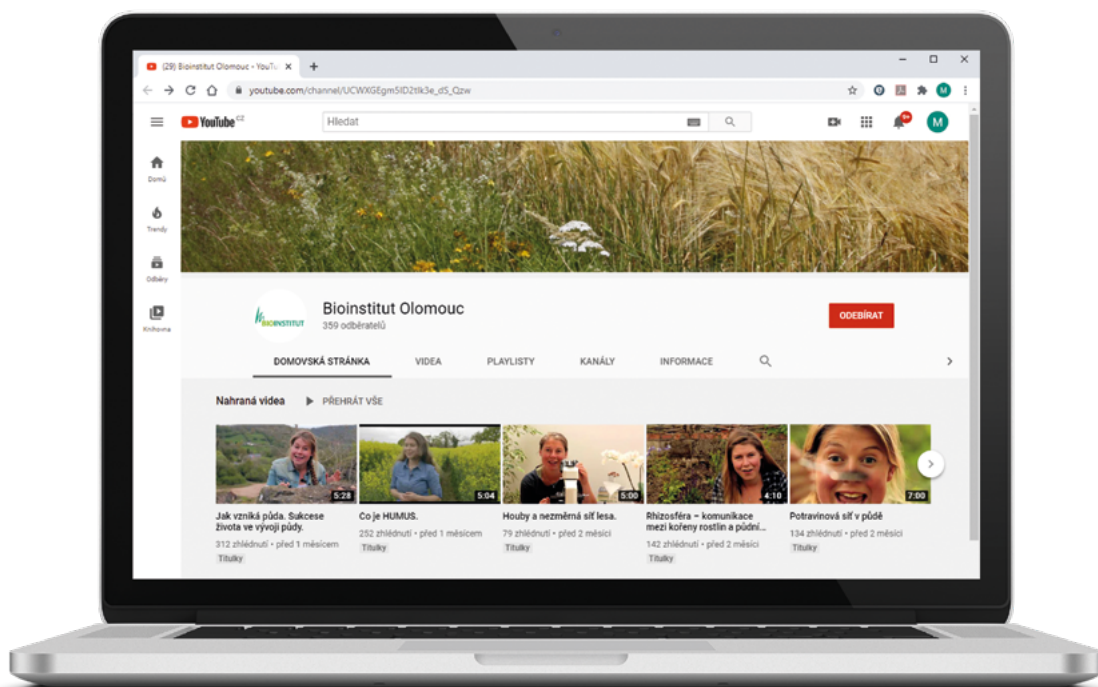 (29) Bioinstitut Olomouc - YouTu
youtube.com/channel/UCWXGEgm5ID2tIk3e_dS_Qzw
M
YouTube CZ
Hledat
9+
M
Domů
Trendy
Odběry
Knihovna
BIOINSTITUT
Bioinstitut Olomouc
359 odběratelů
ODEBÍRAT
DOMOVSKÁ STRÁNKA VIDEA PLAYLISTY KANÁLY INFORMACE
Nahraná videa PŘEHRÁT VŠE
5:28
Jak vzniká půda. Sukcese
života ve vývoji půdy.
312 zhlédnutí • před 1 měsícem
Titulky
5:04
Co je HUMUS.
252 zhlédnutí • před 1 měsícem
Titulky
5:00
Houby a nezměrná síť lesa.
79 zhlédnutí • před 2 měsíci
Titulky
4:10
Rhizosféra – komunikace
mezi kořeny rostlin a půdní...
142 zhlédnutí • před 2 měsíci
Titulky
7:00
Potravinová síť v půdě
134 zhlédnutí • před 2 měsíci
Titulky